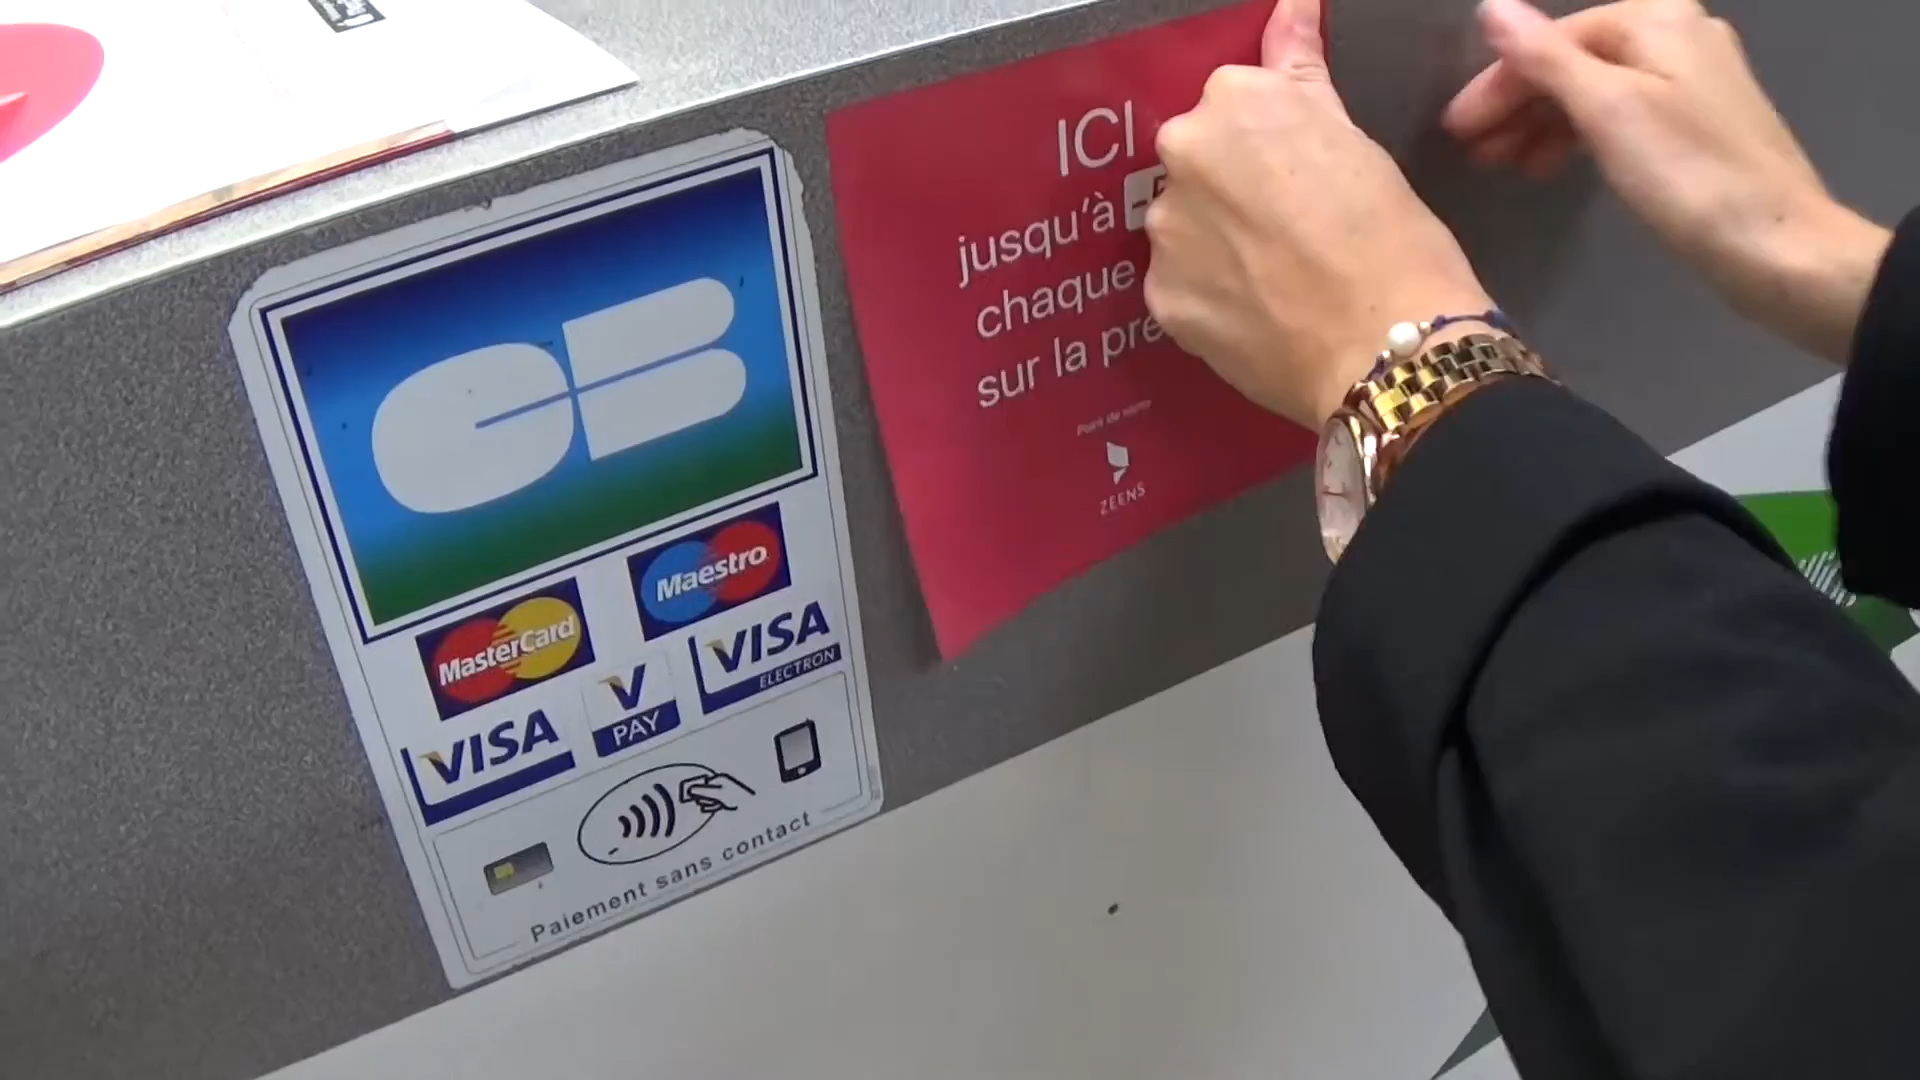 CB
MasterCard
Maestro
VISA
V
PAY
VISA
ELECTRON
Paiement sans contact
ICI
jusqu'à
chaque
sur la
Point de vente
ZEENS